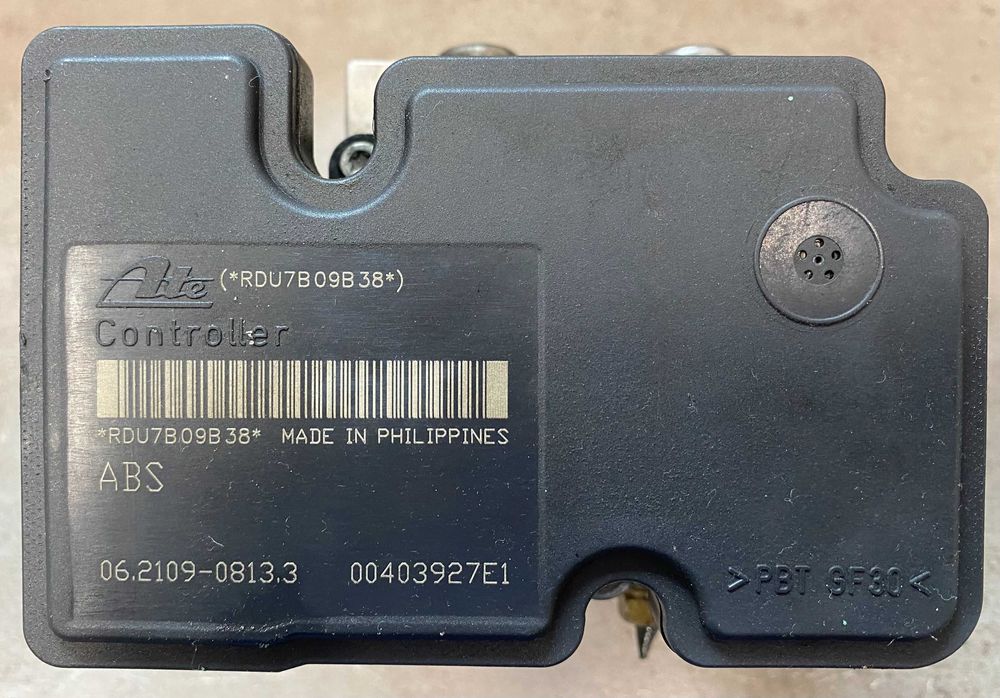 Ate (*RDU7B09B38*)
Controller
*RDU7B09B38* MADE IN PHILIPPINES
ABS
06.2109-0813.3 00403927E1
>PBT GF30<